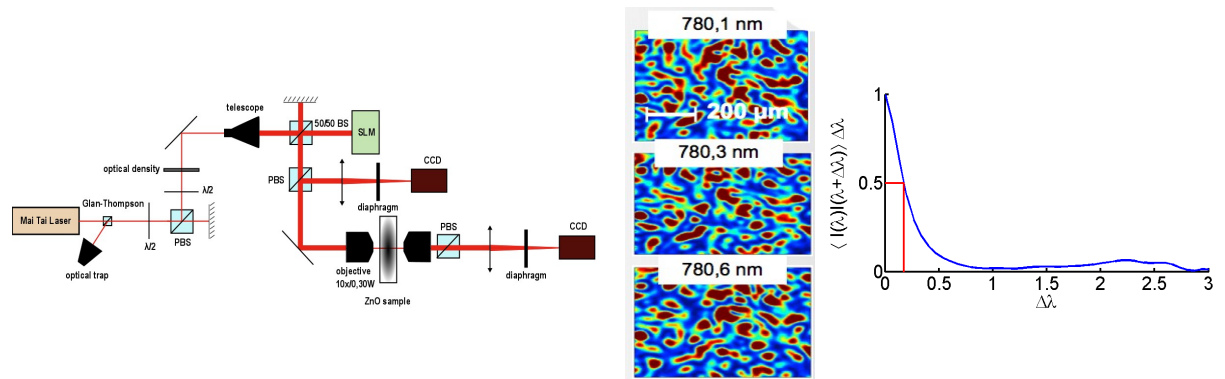 telescope
50/50 BS
SLM
optical density
λ/2
CCD
PBS
Glan-Thompson
diaphragm
Mai Tai Laser
λ/2
PBS
PBS
CCD
optical trap
objective
10x/0,30W
diaphragm
ZnO sample
780,1 nm
200 µm
780,3 nm
780,6 nm
⟨ I(λ)I(λ+Δλ)⟩ Δλ
1
0.5
0
0
0.5
1
1.5
2
2.5
3
Δλ